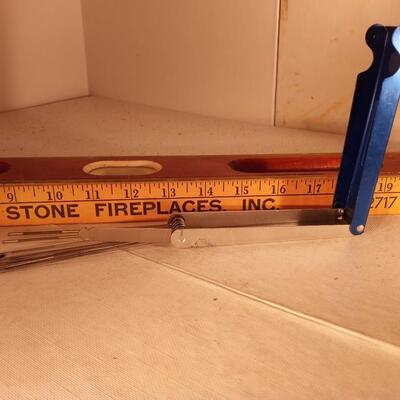 9 10 11 12 13 14 15 16 17 19
STONE FIREPLACES, INC. 2717